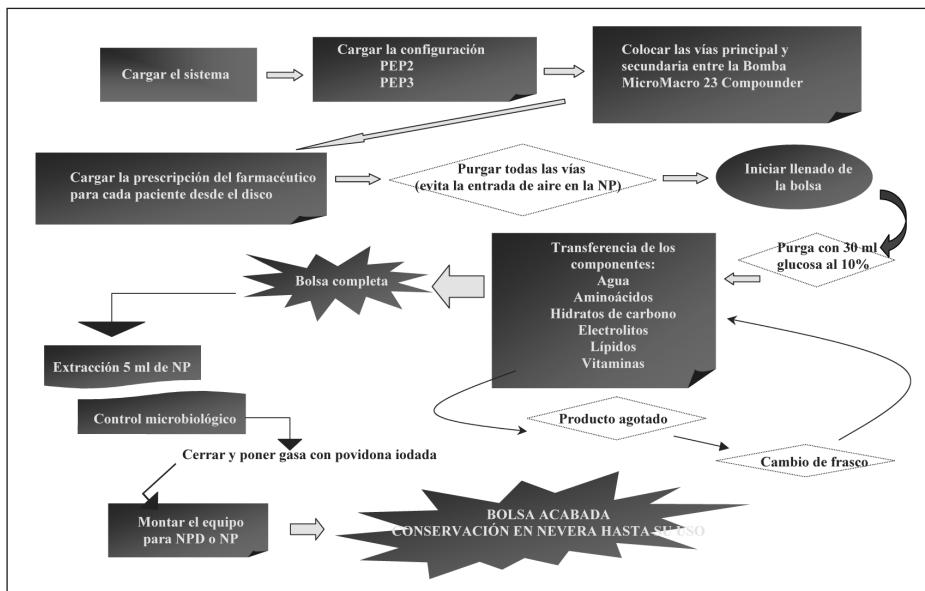 Cargar el sistema
Cargar la configuración
PEP2
PEP3
Colocar las vías principal y
secundaria entre la Bomba
MicroMacro 23 Compounder
Cargar la prescripción del farmacéutico
para cada paciente desde el disco
Purgar todas las vías
(evita la entrada de aire en la NP)
Iniciar llenado de
la bolsa
Purga con 30 ml
glucosa al 10%
Transferencia de los
componentes:
Agua
Aminoácidos
Hidratos de carbono
Electrolitos
Lípidos
Vitaminas
Bolsa completa
Producto agotado
Cambio de frasco
Extracción 5 ml de NP
Control microbiológico
Cerrar y poner gasa con povidona iodada
Montar el equipo
para NPD o NP
BOLSA ACABADA
CONSERVACIÓN EN NEVERA HASTA SU USO